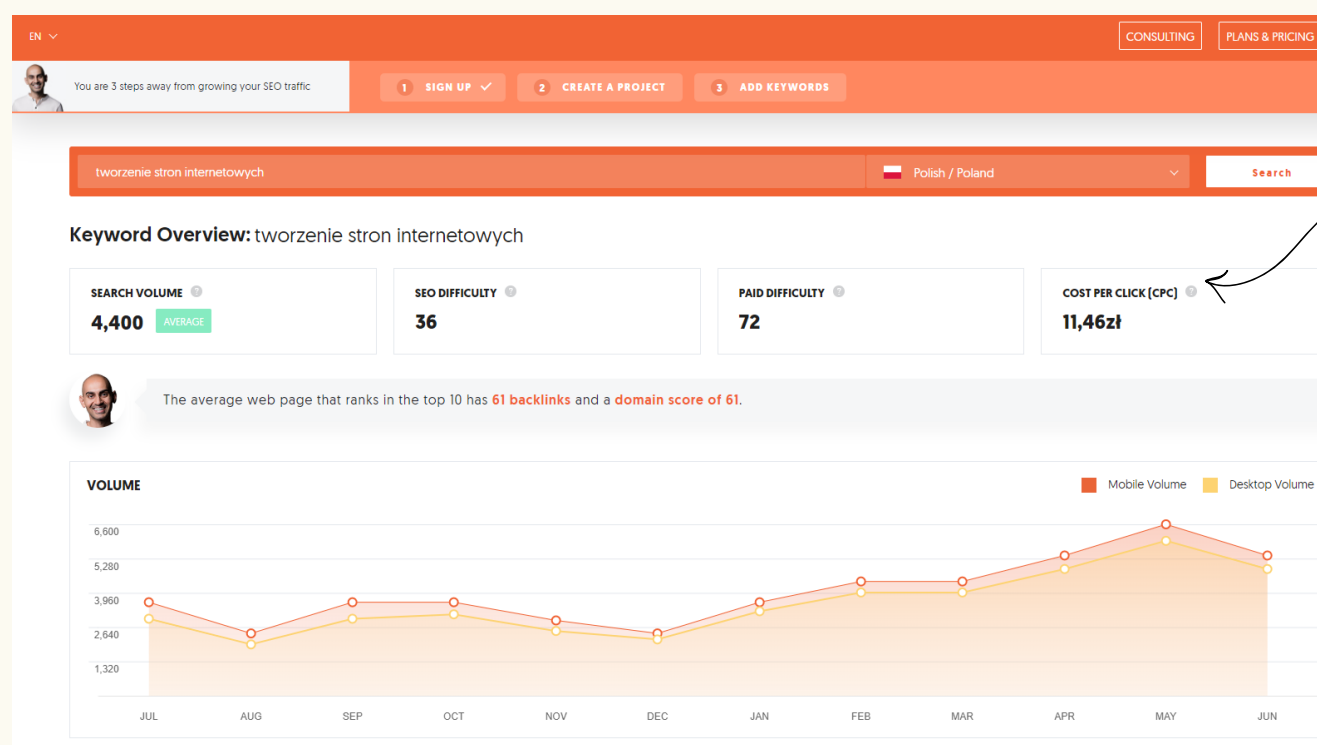 EN
CONSULTING
PLANS & PRICING
You are 3 steps away from growing your SEO traffic
1 SIGN UP
2 CREATE A PROJECT
3 ADD KEYWORDS
tworzenie stron internetowych
Polish / Poland
Search
Keyword Overview: tworzenie stron internetowych
SEARCH VOLUME ?
4,400 AVERAGE
SEO DIFFICULTY ?
36
PAID DIFFICULTY ?
72
COST PER CLICK (CPC) ?
11,46zł
The average web page that ranks in the top 10 has 61 backlinks and a domain score of 61.
VOLUME
Mobile Volume
Desktop Volume
6,600
5,280
3,960
2,640
1,320
JUL AUG SEP OCT NOV DEC JAN FEB MAR APR MAY JUN